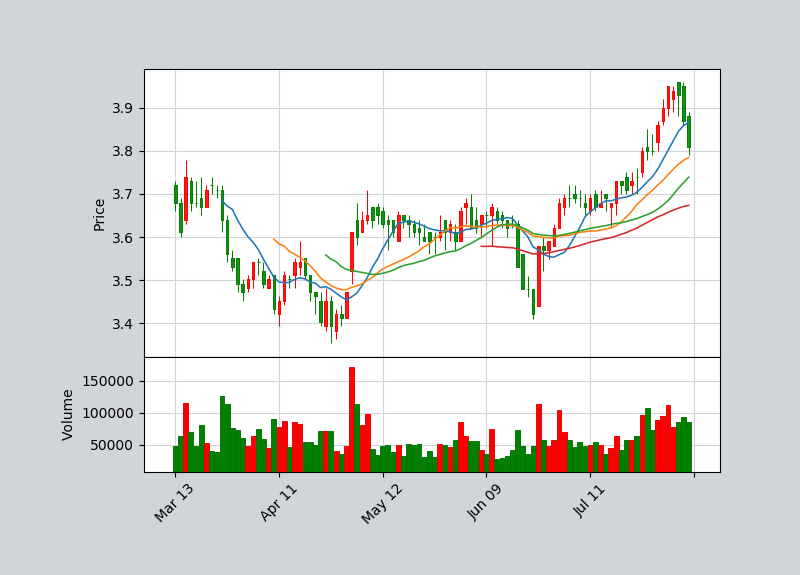 Price
3.9
3.8
3.7
3.6
3.5
3.4
Volume
150000
100000
50000
Mar 13
Apr 11
May 12
Jun 09
Jul 11